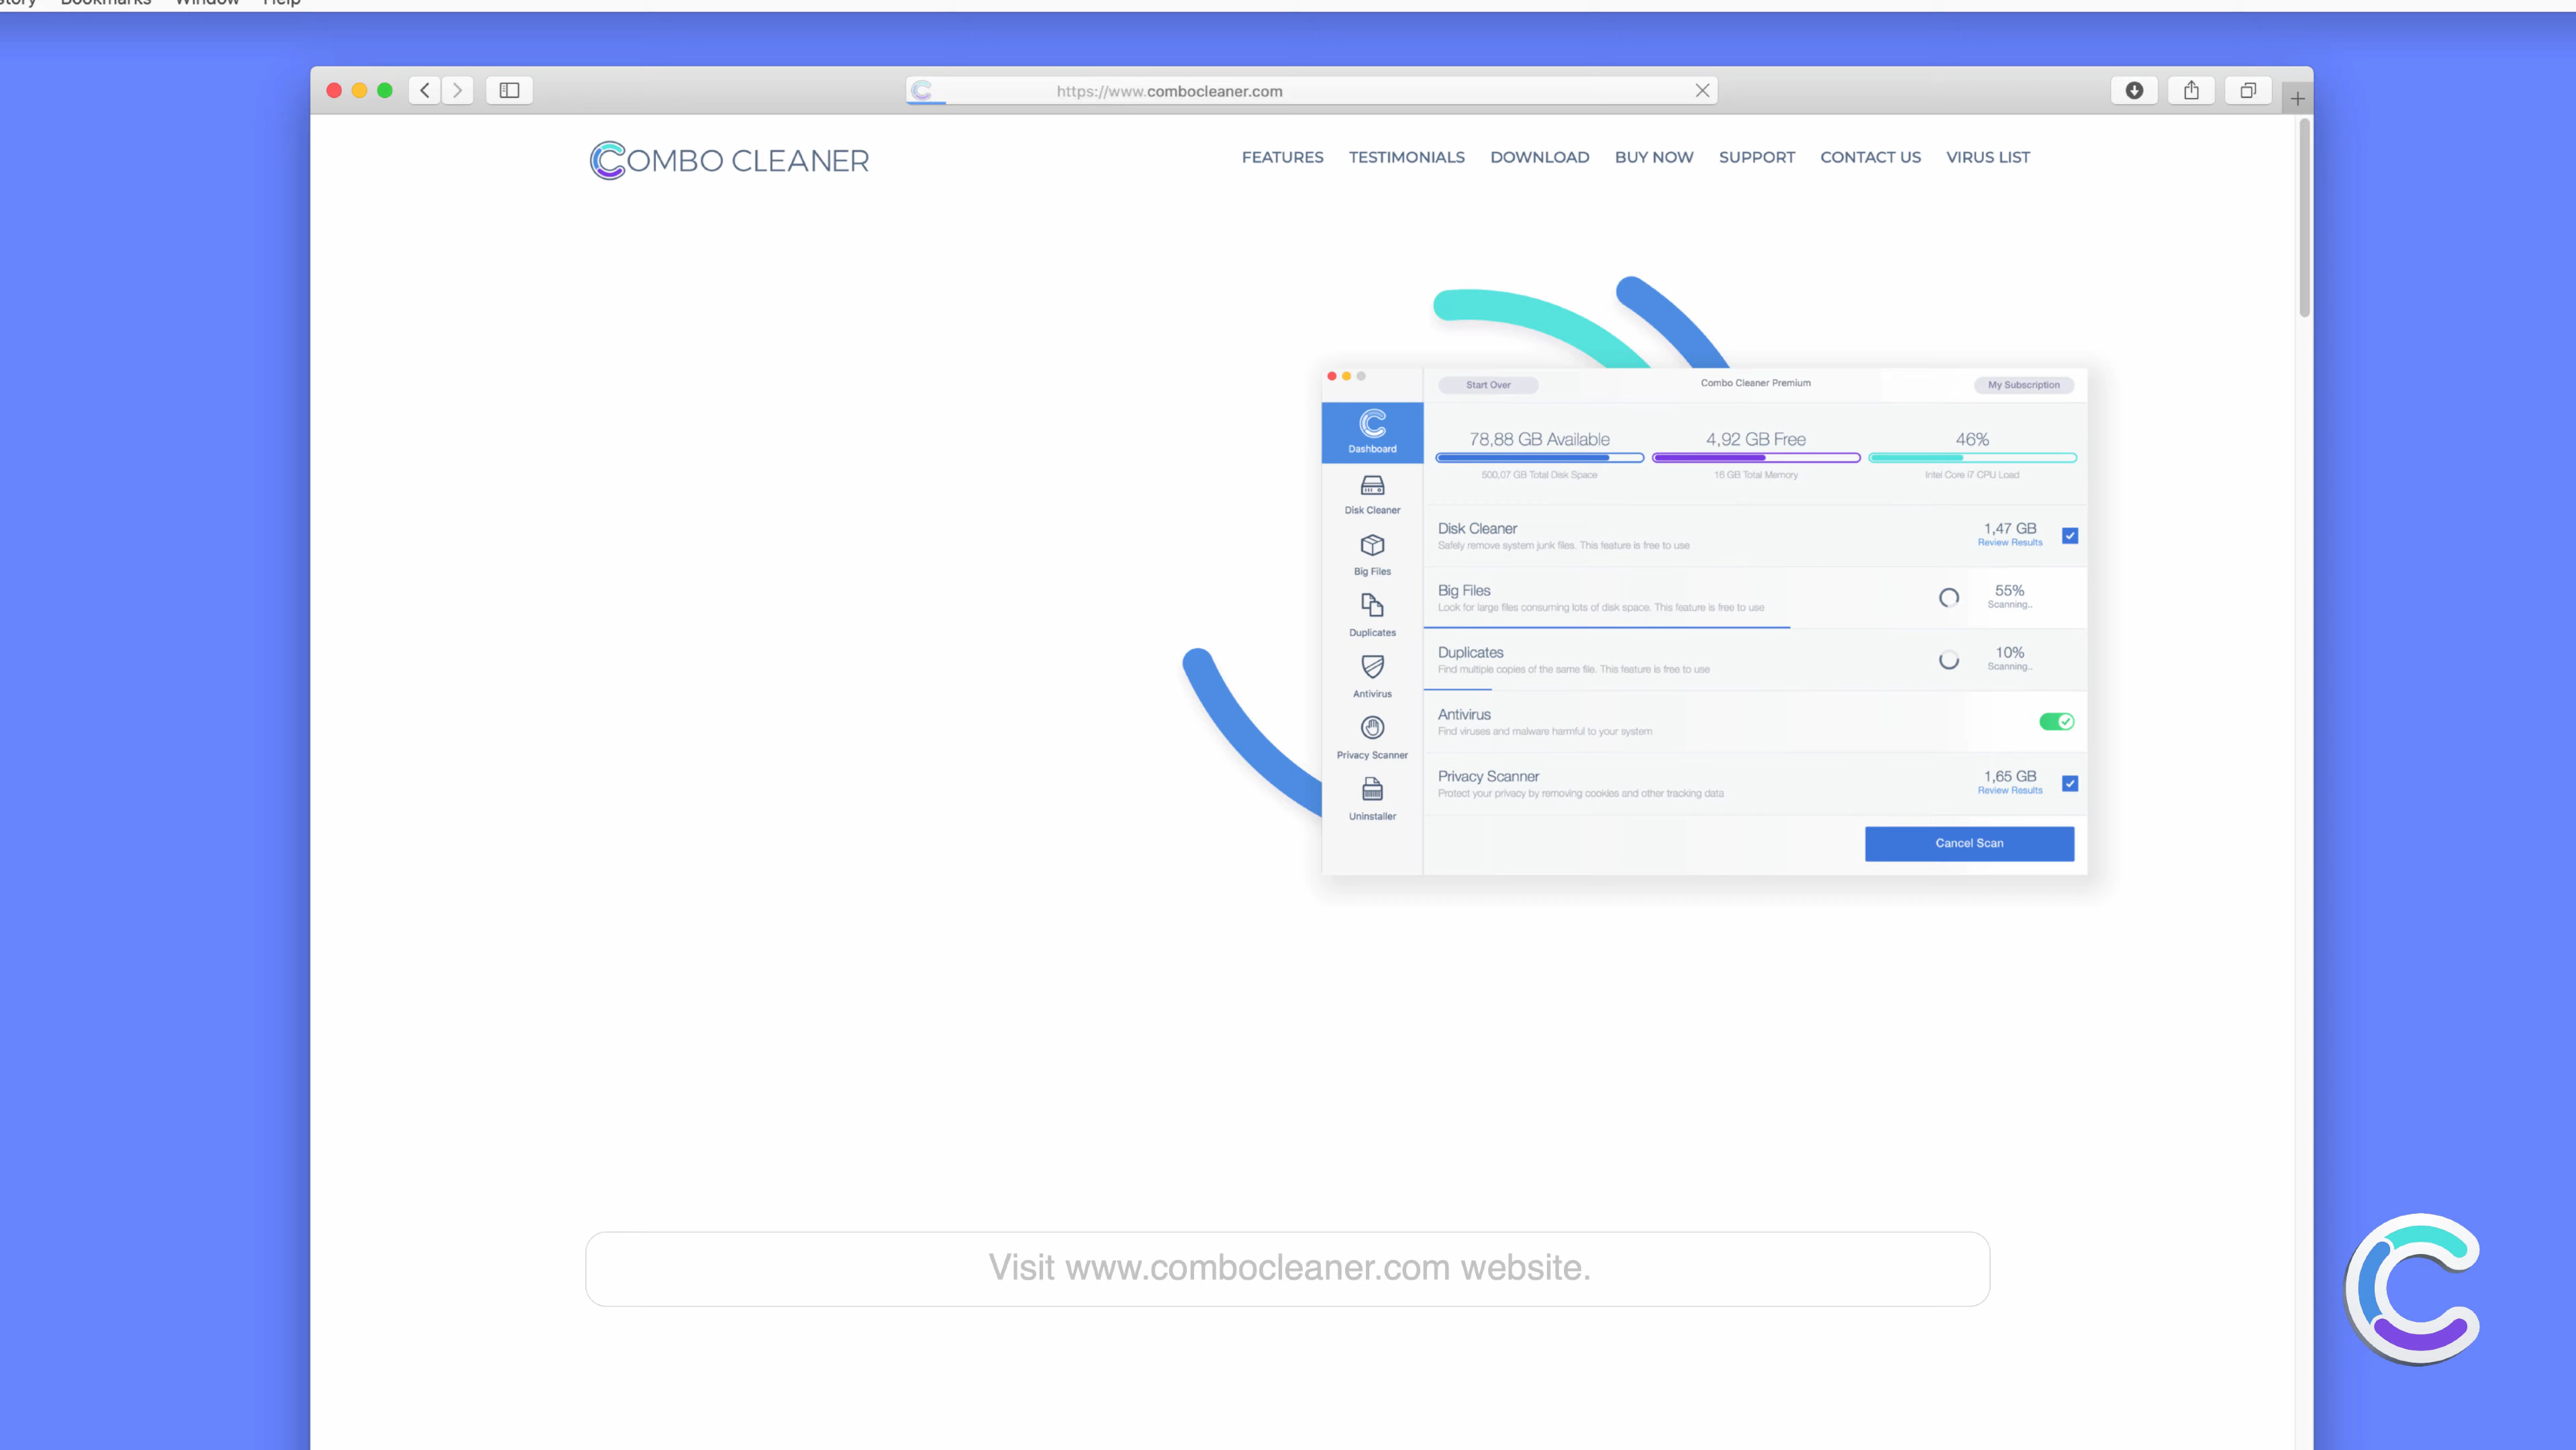 Bookmarks Window Help
https://www.combocleaner.com
COMBO CLEANER
FEATURES TESTIMONIALS DOWNLOAD BUY NOW SUPPORT CONTACT US VIRUS LIST
Start Over
Combo Cleaner Premium
My Subscription
Dashboard
Disk Cleaner
Big Files
Duplicates
Antivirus
Privacy Scanner
Uninstaller
78,88 GB Available
500,07 GB Total Disk Space
4,92 GB Free
16 GB Total Memory
46%
Intel Core i7 CPU Load
Disk Cleaner
Safely remove system junk files. This feature is free to use
1,47 GB
Review Results
Big Files
Look for large files consuming lots of disk space. This feature is free to use
55%
Scanning..
Duplicates
Find multiple copies of the same file. This feature is free to use
10%
Scanning..
Antivirus
Find viruses and malware harmful to your system
Privacy Scanner
Protect your privacy by removing cookies and other tracking data
1,65 GB
Review Results
Cancel Scan
Visit www.combocleaner.com website.